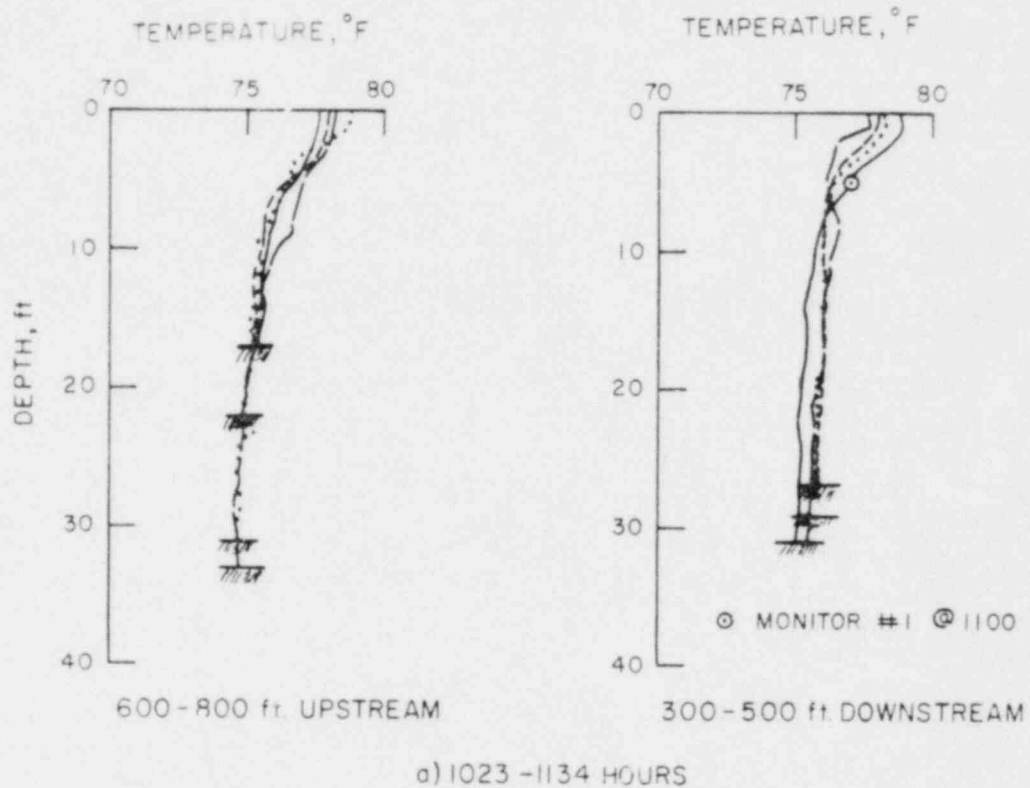 TEMPERATURE, °F
TEMPERATURE, °F
70 75 80
70 75 80
0
0
10
10
20
20
30
30
40
40
DEPTH, ft
⊙ MONITOR #1 @ 1100
600-800 ft. UPSTREAM
300-500 ft. DOWNSTREAM
a) 1023-1134 HOURS